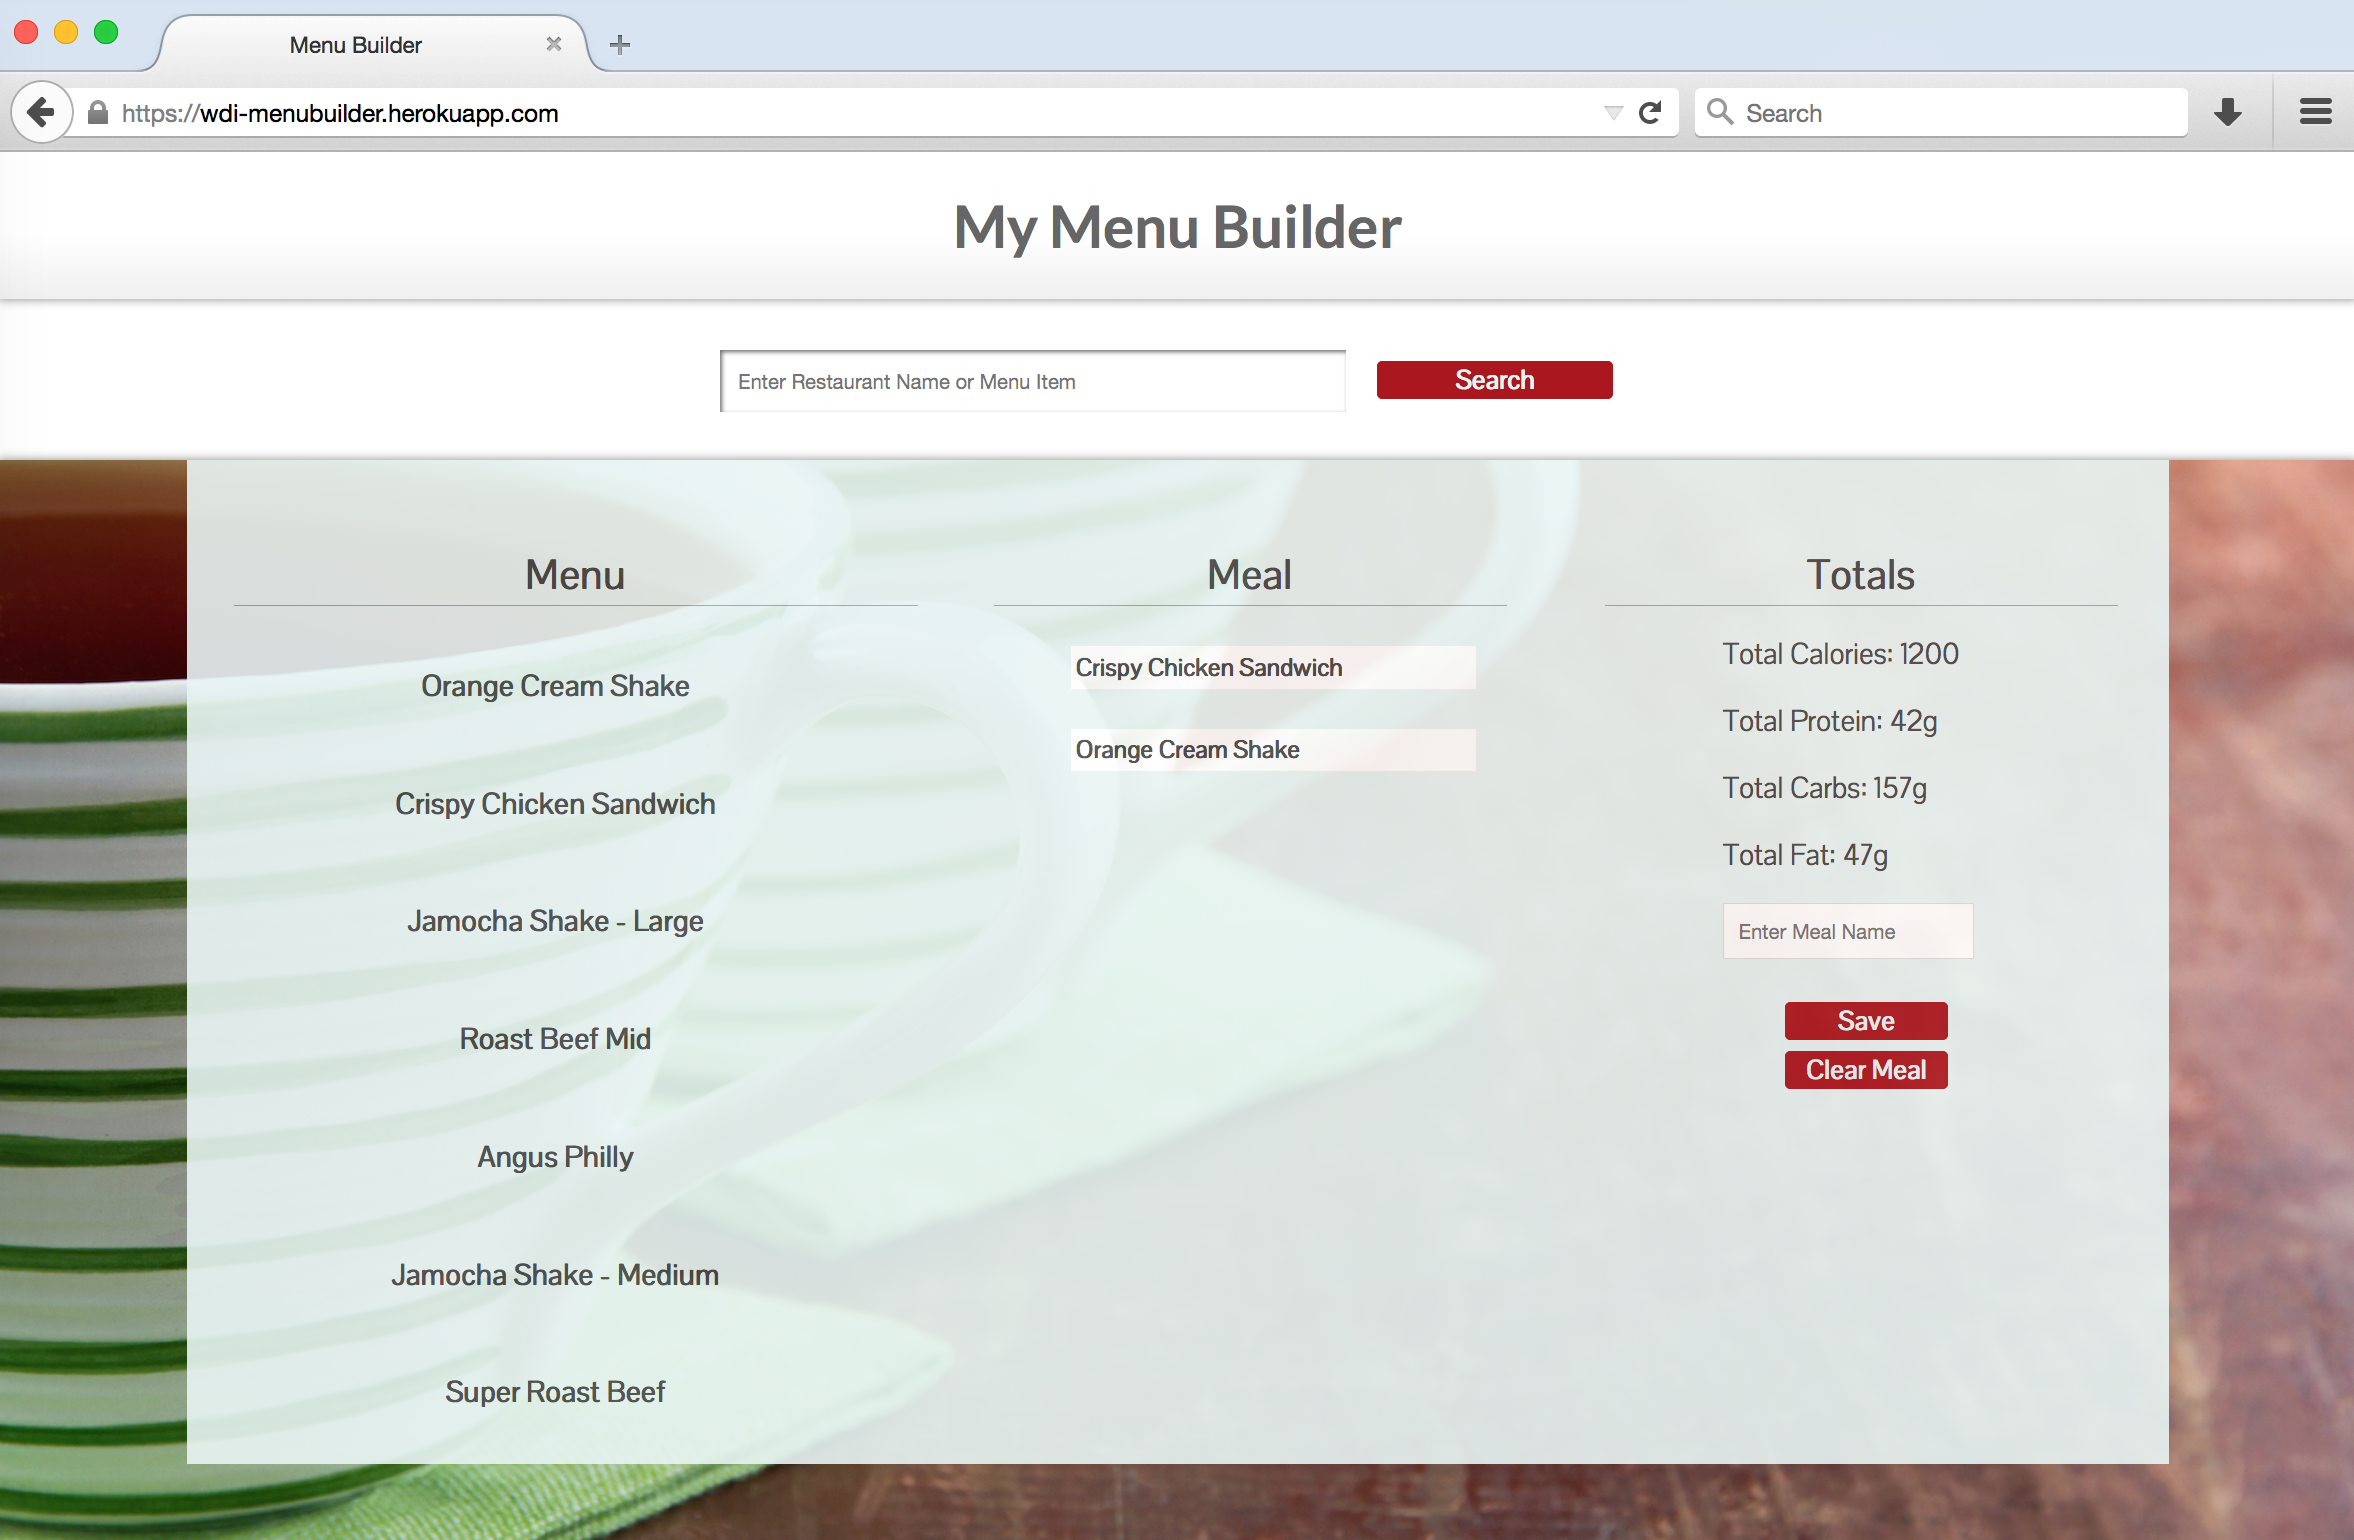 Menu Builder
https://wdi-menubuilder.herokuapp.com
Search
My Menu Builder
Enter Restaurant Name or Menu Item
Search
Menu
Orange Cream Shake
Crispy Chicken Sandwich
Jamocha Shake - Large
Roast Beef Mid
Angus Philly
Jamocha Shake - Medium
Super Roast Beef
Meal
Crispy Chicken Sandwich
Orange Cream Shake
Totals
Total Calories: 1200
Total Protein: 42g
Total Carbs: 157g
Total Fat: 47g
Enter Meal Name
Save
Clear Meal